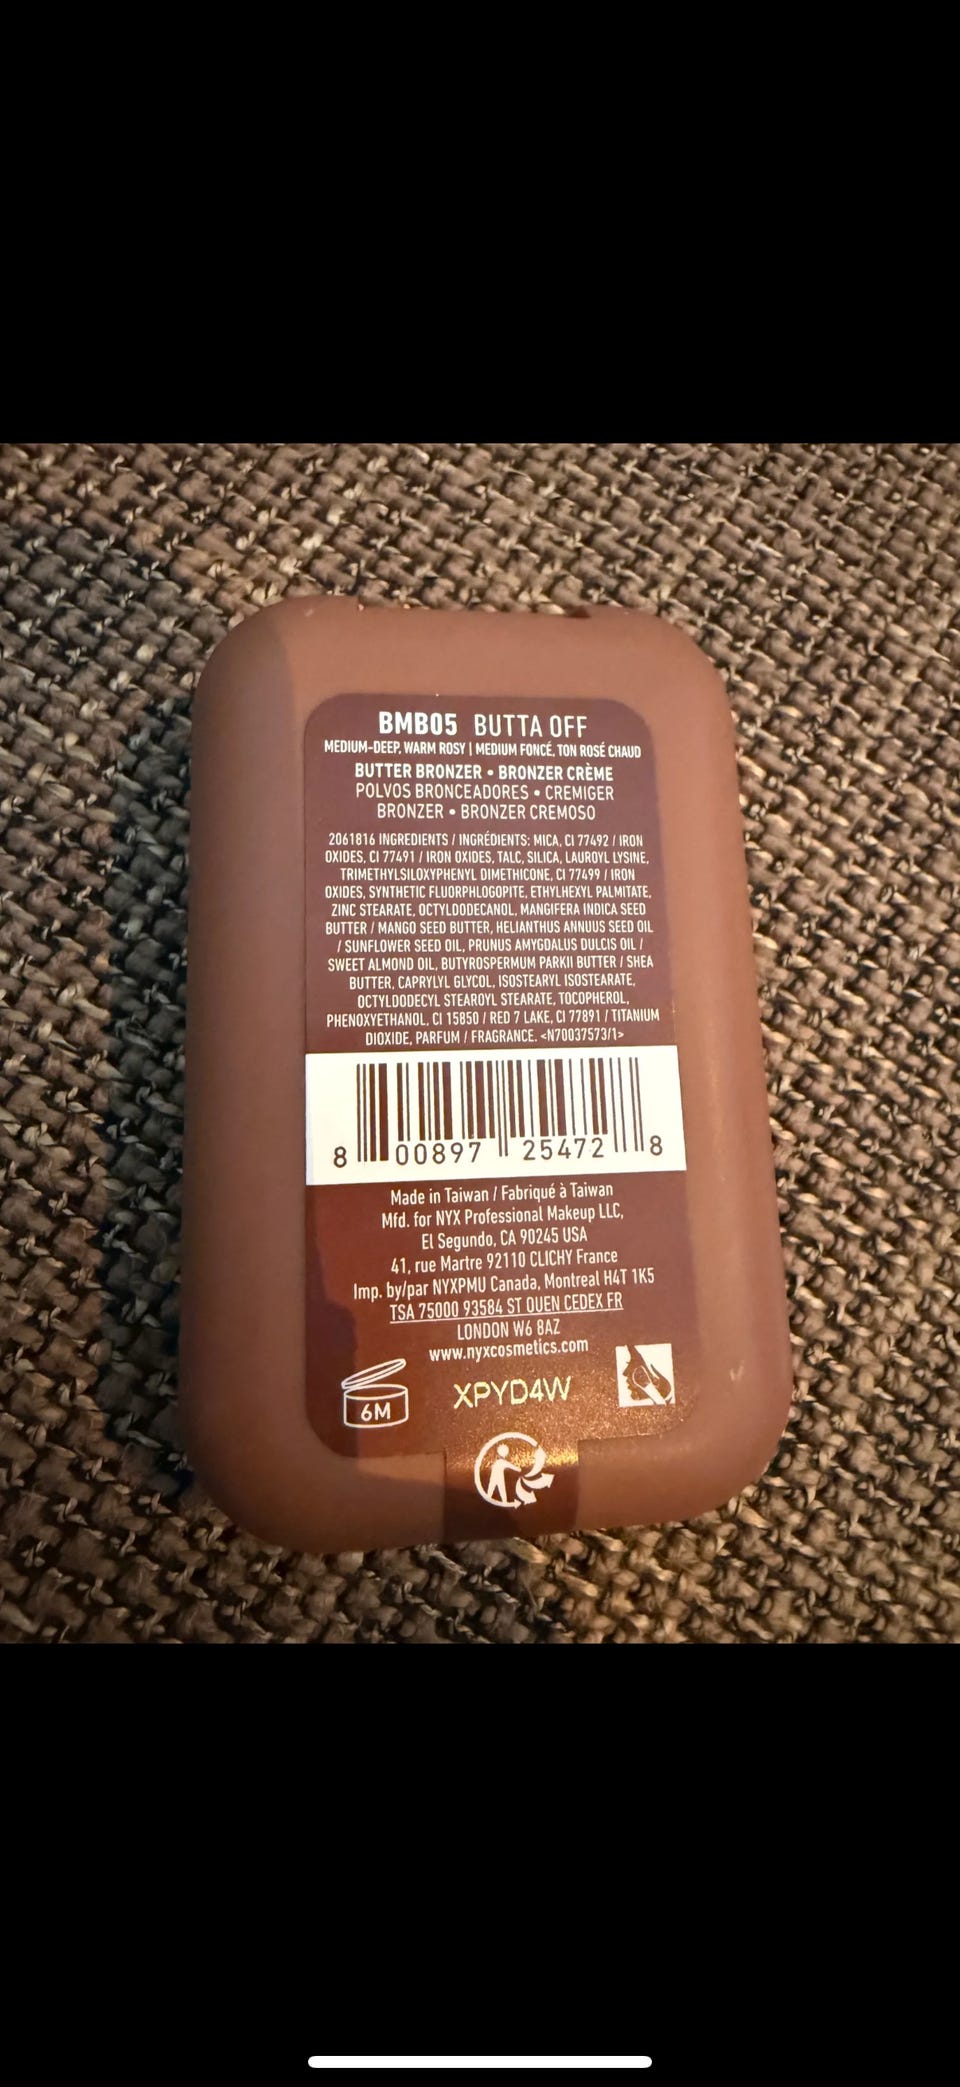 BMB05 BUTTA OFF
MEDIUM-DEEP, WARM ROSY | MEDIUM FONCÉ, TON ROSÉ CHAUD
BUTTER BRONZER • BRONZER CRÈME
POLVOS BRONCEADORES • CREMIGER
BRONZER • BRONZER CREMOSO
2061816 INGREDIENTS / INGRÉDIENTS: MICA, CI 77492 / IRON
OXIDES, CI 77491 / IRON OXIDES, TALC, SILICA, LAUROYL LYSINE,
TRIMETHYLSILOXYPHENYL DIMETHICONE, CI 77499 / IRON
OXIDES, SYNTHETIC FLUORPHLOGOPITE, ETHYLHEXYL PALMITATE,
ZINC STEARATE, OCTYLDODECANOL, MANGIFERA INDICA SEED
BUTTER / MANGO SEED BUTTER, HELIANTHUS ANNUUS SEED OIL
/ SUNFLOWER SEED OIL, PRUNUS AMYGDALUS DULCIS OIL /
SWEET ALMOND OIL, BUTYROSPERMUM PARKII BUTTER / SHEA
BUTTER, CAPRYLYL GLYCOL, ISOSTEARYL ISOSTEARATE,
OCTYLDODECYL STEAROYL STEARATE, TOCOPHEROL,
PHENOXYETHANOL, CI 15850 / RED 7 LAKE, CI 77891 / TITANIUM
DIOXIDE, PARFUM / FRAGRANCE. <N70037573/1>
8 00897 25472 8
Made in Taiwan / Fabriqué à Taiwan
Mfd. for NYX Professional Makeup LLC,
El Segundo, CA 90245 USA
41, rue Martre 92110 CLICHY France
Imp. by/par NYXPMU Canada, Montreal H4T 1K5
TSA 75000 93584 ST OUEN CEDEX FR
LONDON W6 8AZ
www.nyxcosmetics.com
6M
XPYD4W